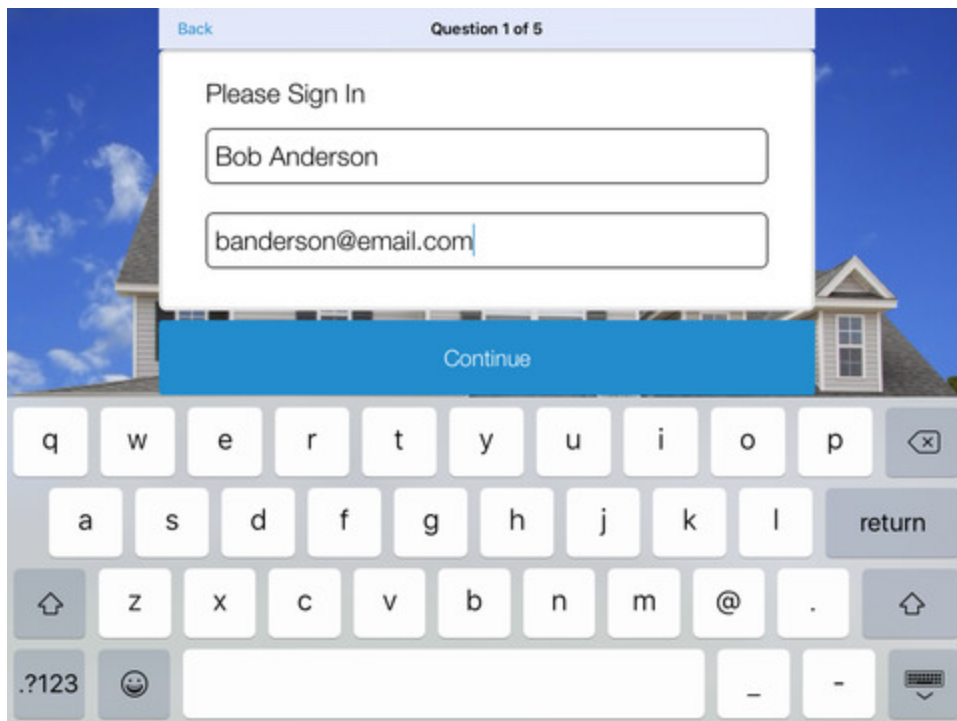 Back Question 1 of 5
Please Sign In
Bob Anderson
banderson@email.com
Continue
q w e r t y u i o p
a s d f g h j k l return
z x c v b n m @ .
.?123 _ -